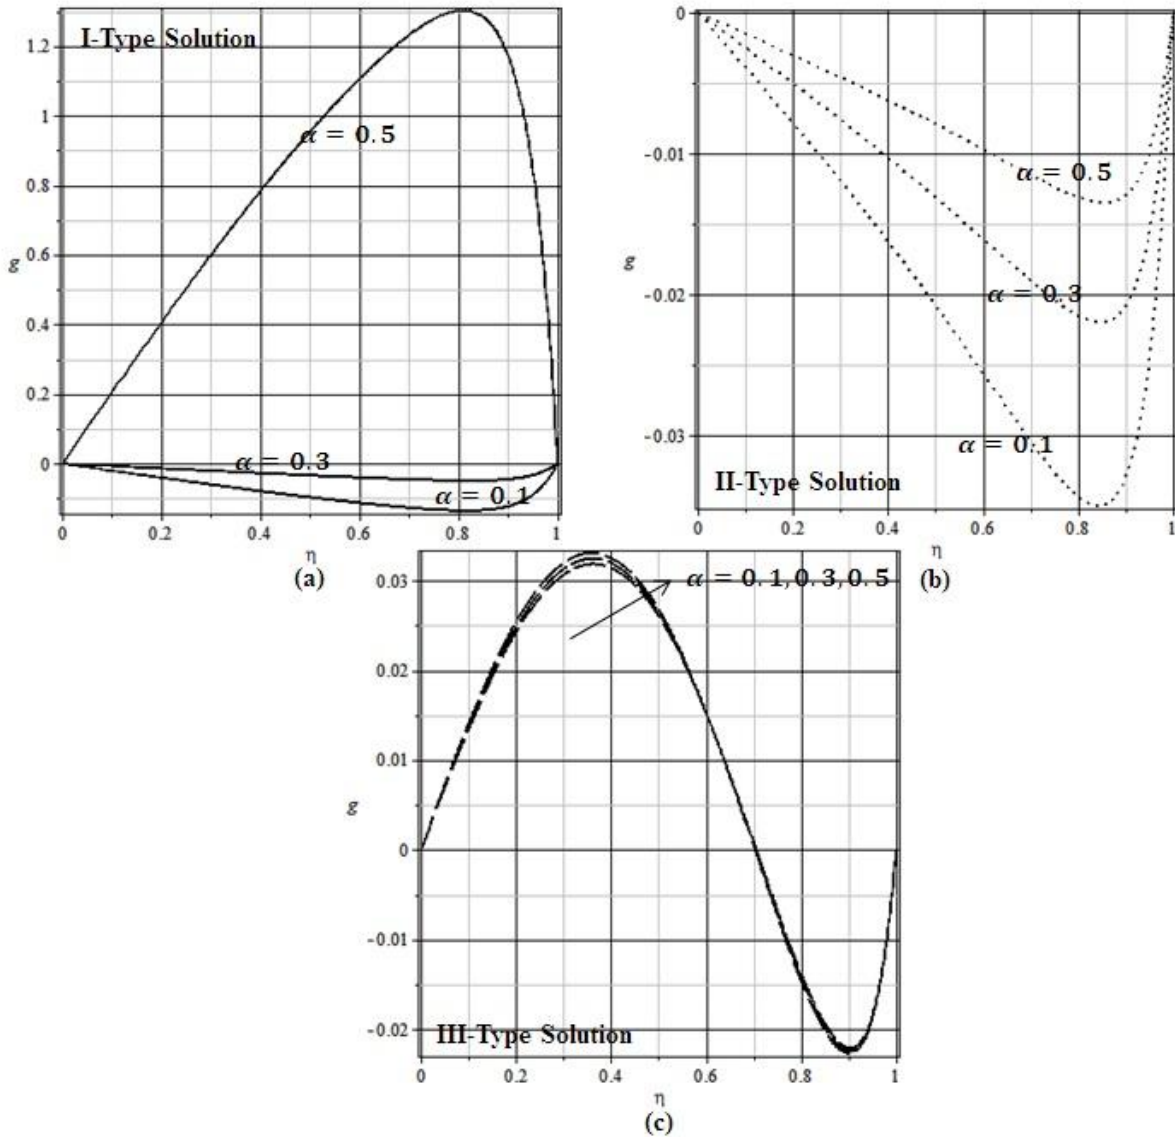 I-Type Solution
1.2
1
0.8
0.6
0.4
0.2
0
g
α = 0.5
α = 0.3
α = 0.1
0 0.2 0.4 0.6 0.8 1
η
(a)
0
-0.01
-0.02
-0.03
g
α = 0.5
α = 0.3
α = 0.1
II-Type Solution
0 0.2 0.4 0.6 0.8 1
η
(b)
0.03
0.02
0.01
0
-0.01
-0.02
g
α = 0.1, 0.3, 0.5
III-Type Solution
0 0.2 0.4 0.6 0.8 1
η
(c)